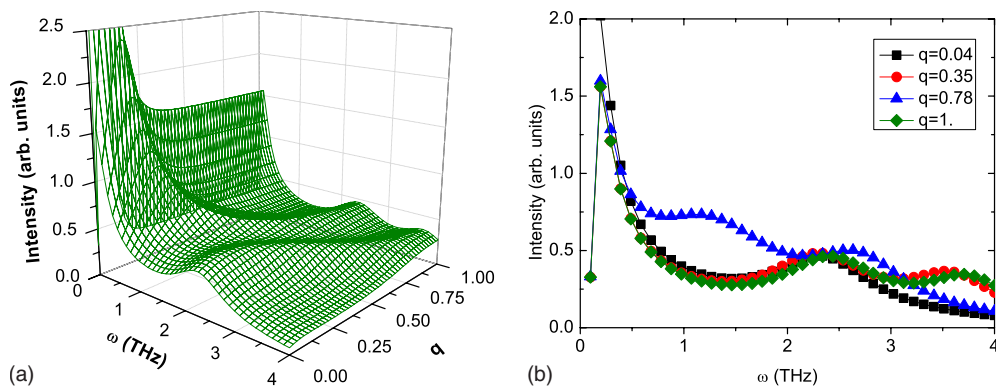 2.5
2.0
1.5
1.0
0.5
0.0
Intensity (arb. units)
0
1
2
3
4
ω (THz)
0.00
0.25
0.50
0.75
1.00
q
(a)
2.0
1.5
1.0
0.5
0.0
Intensity (arb. units)
q=0.04
q=0.35
q=0.78
q=1.
0
1
2
3
4
ω (THz)
(b)